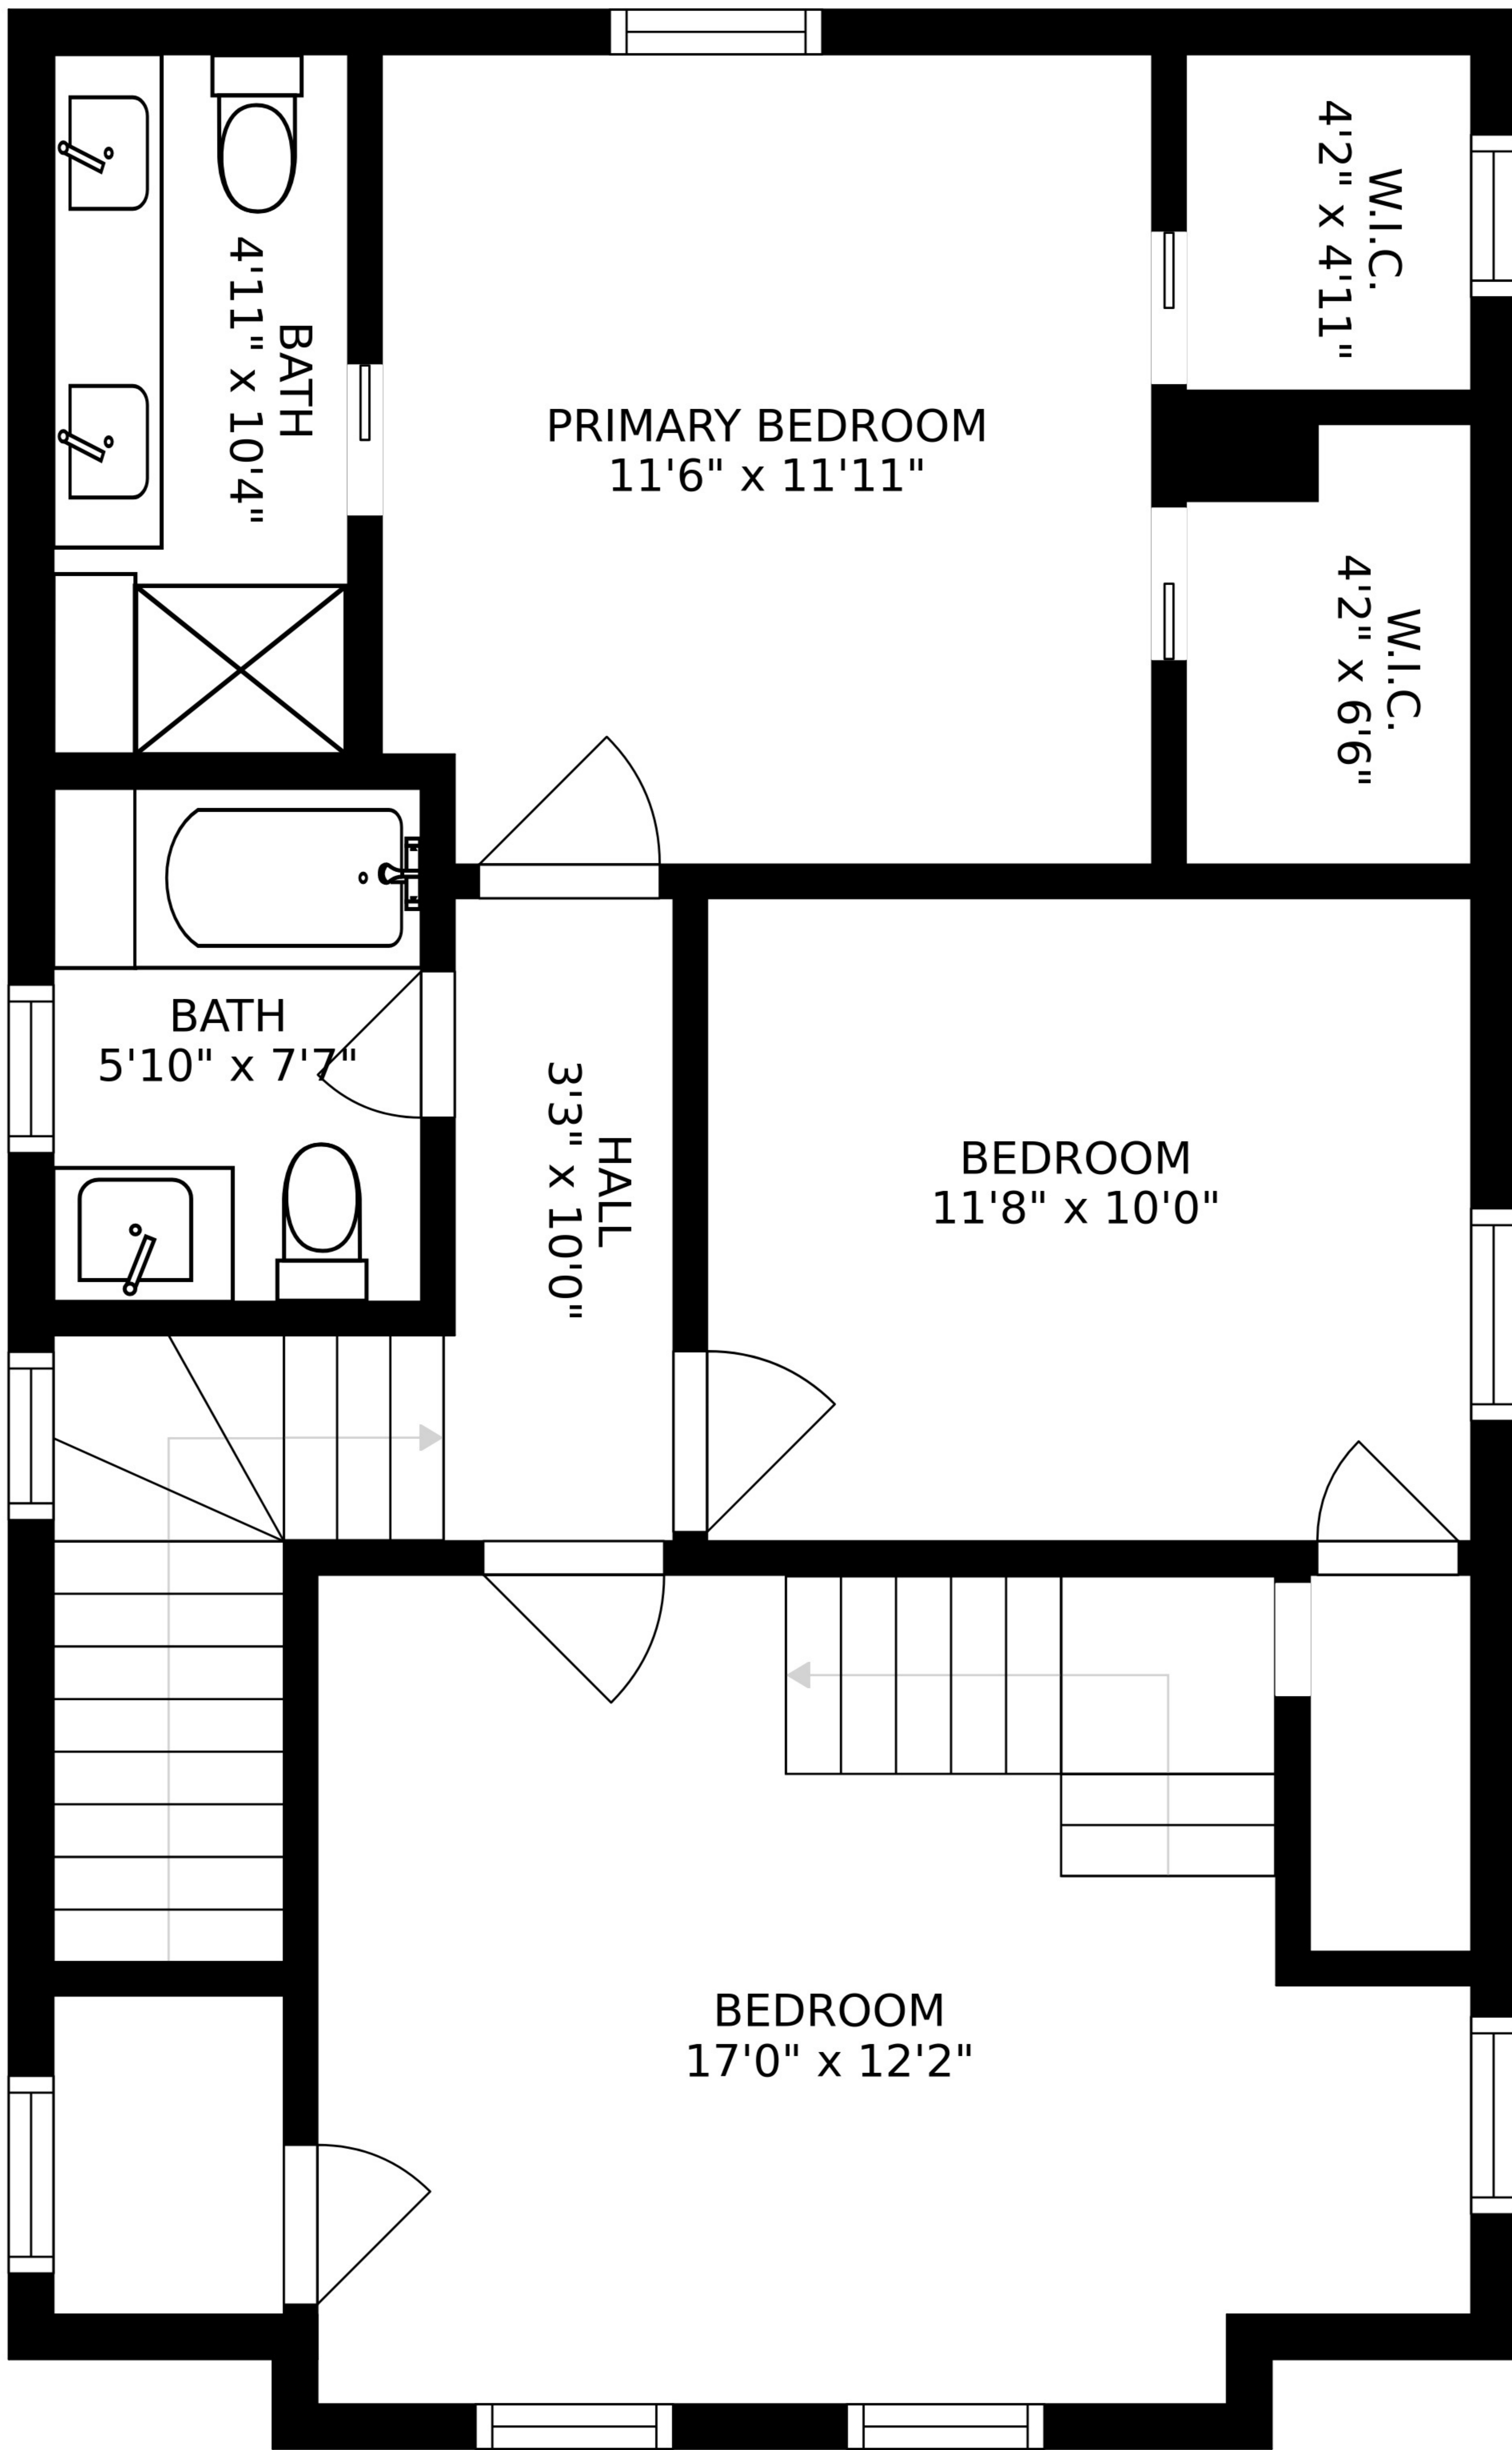 W.I.C.
4'2" x 4'11"
BATH
4'11" x 10'4"
PRIMARY BEDROOM
11'6" x 11'11"
W.I.C.
4'2" x 6'6"
BATH
5'10" x 7'7"
HALL
3'3" x 10'0"
BEDROOM
11'8" x 10'0"
BEDROOM
17'0" x 12'2"